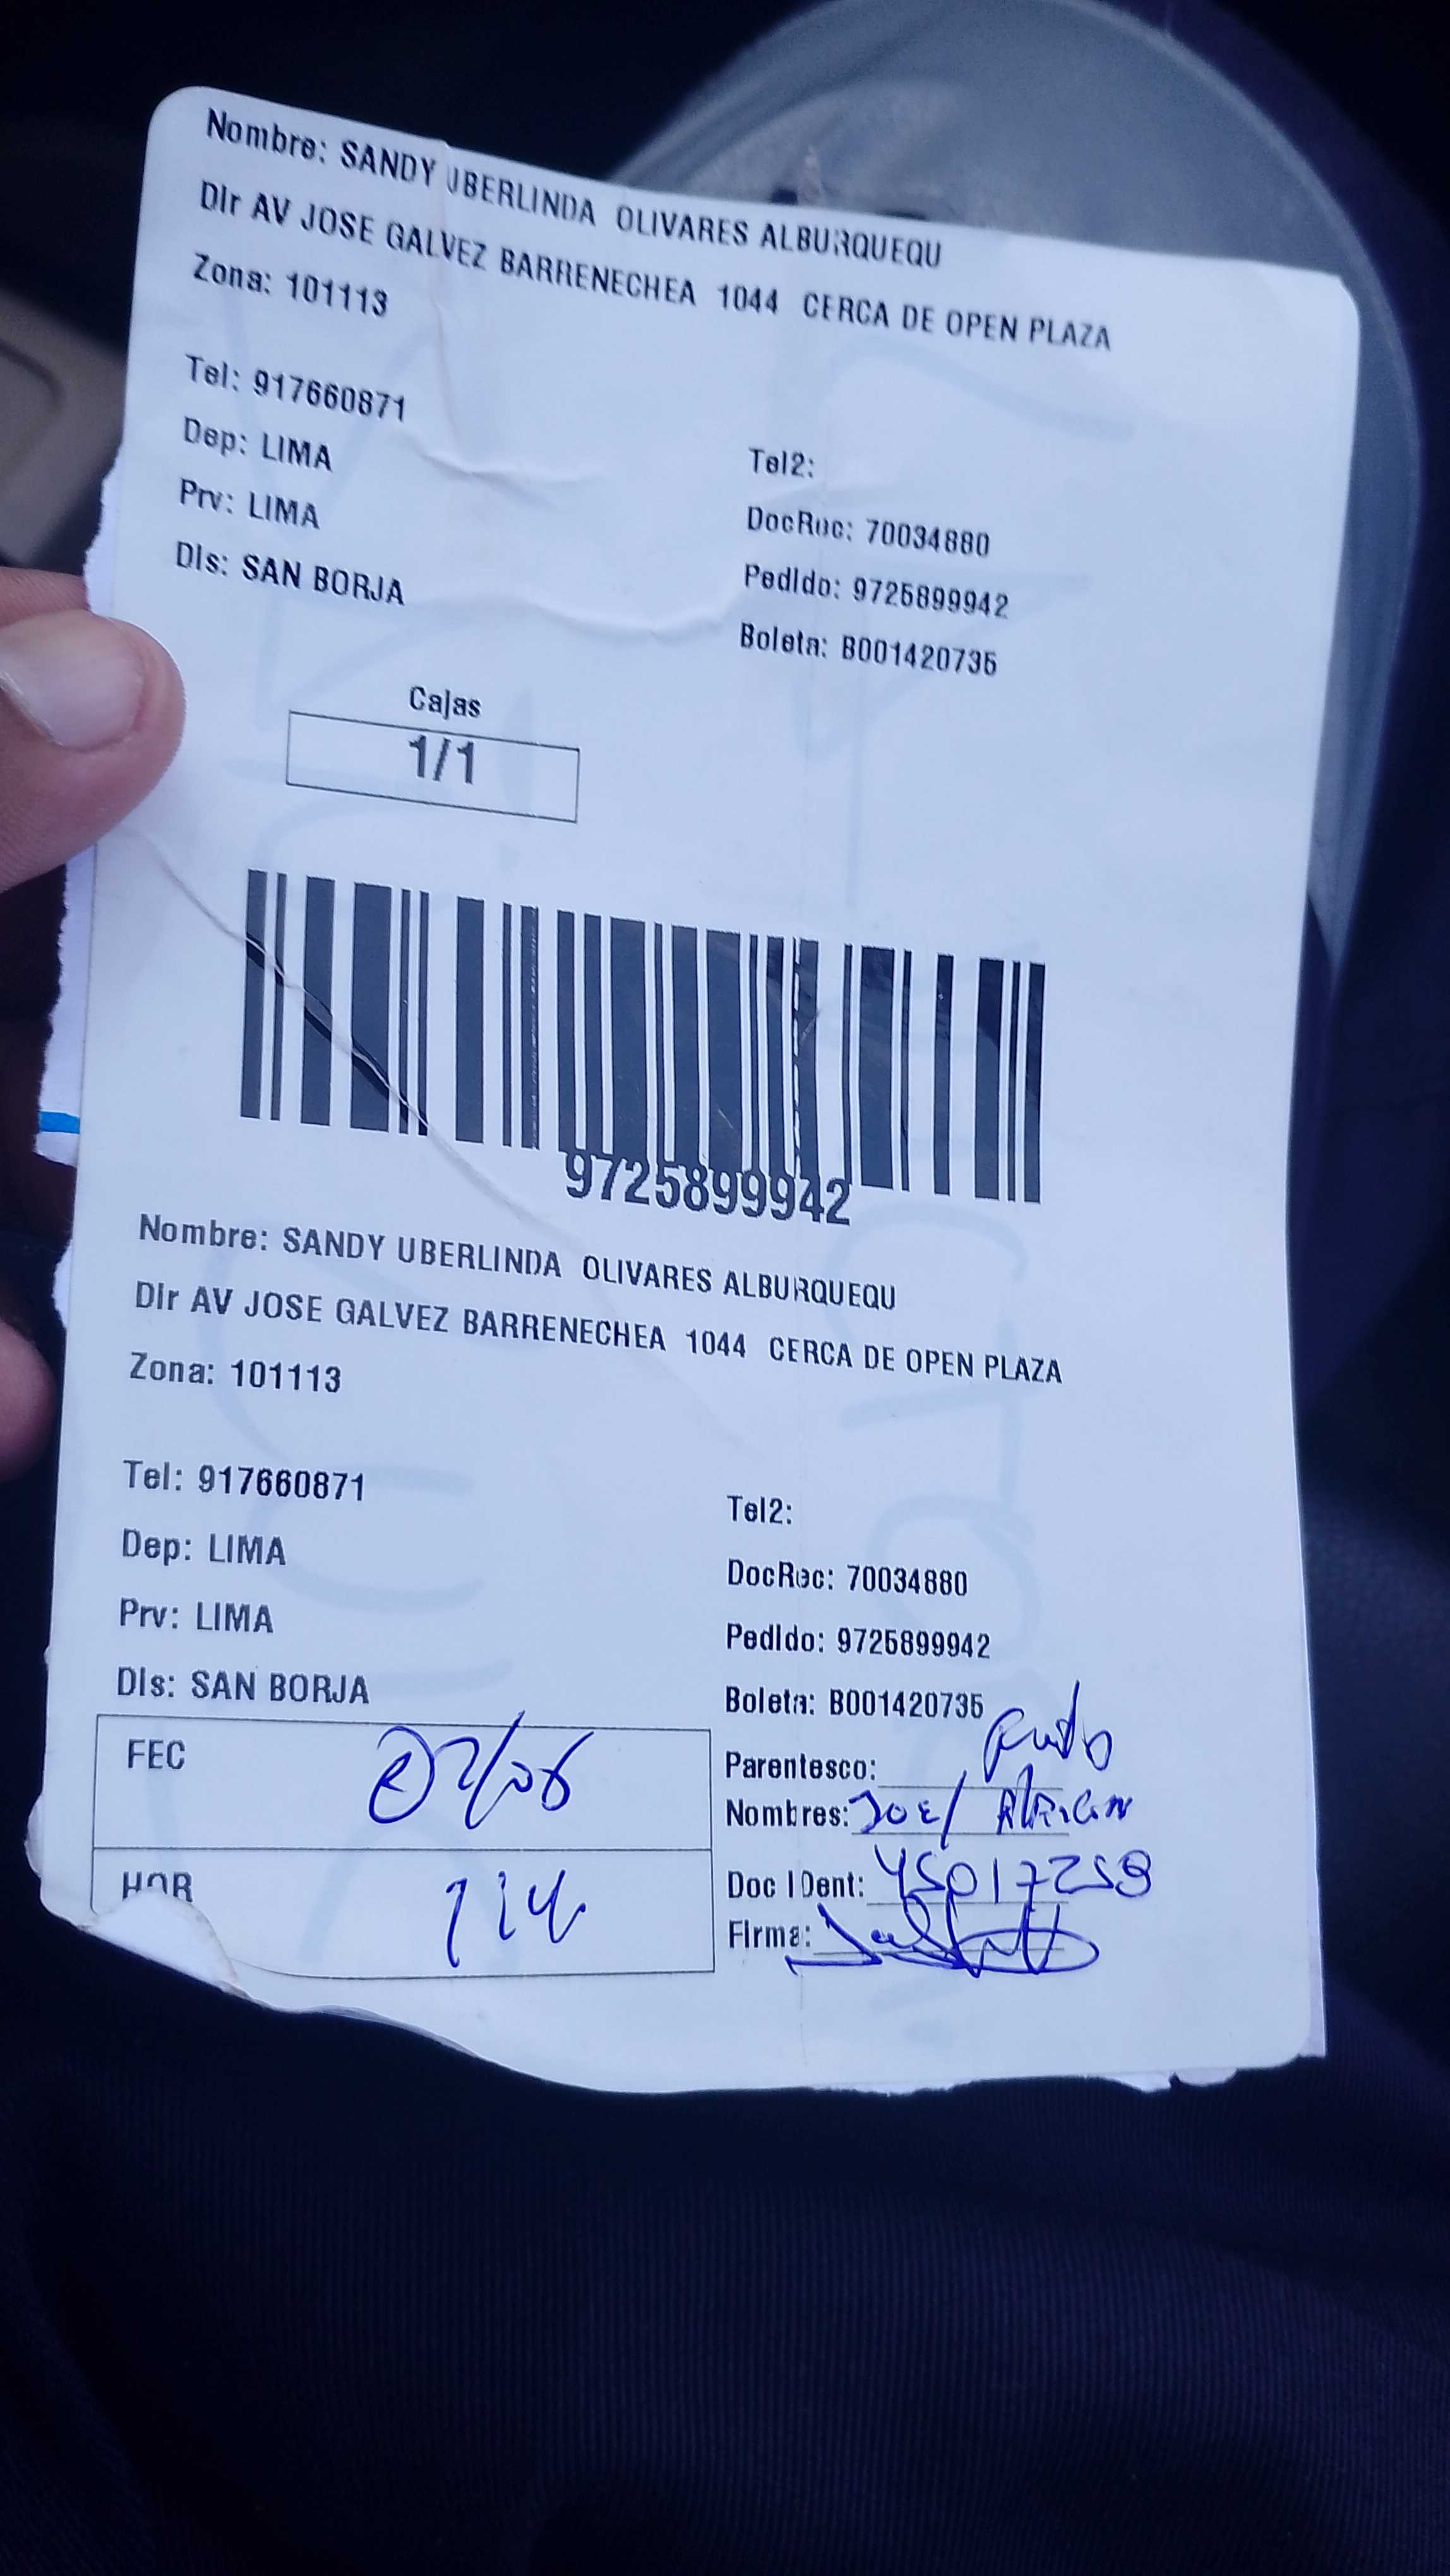 Nombre: SANDY UBERLINDA OLIVARES ALBURQUEQU
Dir AV JOSE GALVEZ BARRENECHEA 1044 CERCA DE OPEN PLAZA
Zona: 101113
Tel: 917660871
Tel2:
Dep: LIMA
DocRec: 70034880
Prv: LIMA
Pedido: 9725899942
Dis: SAN BORJA
Boleta: B001420735
Cajas
1/1
9725899942
Nombre: SANDY UBERLINDA OLIVARES ALBURQUEQU
Dir AV JOSE GALVEZ BARRENECHEA 1044 CERCA DE OPEN PLAZA
Zona: 101113
Tel: 917660871
Tel2:
Dep: LIMA
DocRec: 70034880
Prv: LIMA
Pedido: 9725899942
Dis: SAN BORJA
Boleta: B001420735
FEC
Parentesco:
Nombres: Joel
HOR
Doc IDent: 45017258
Firma: